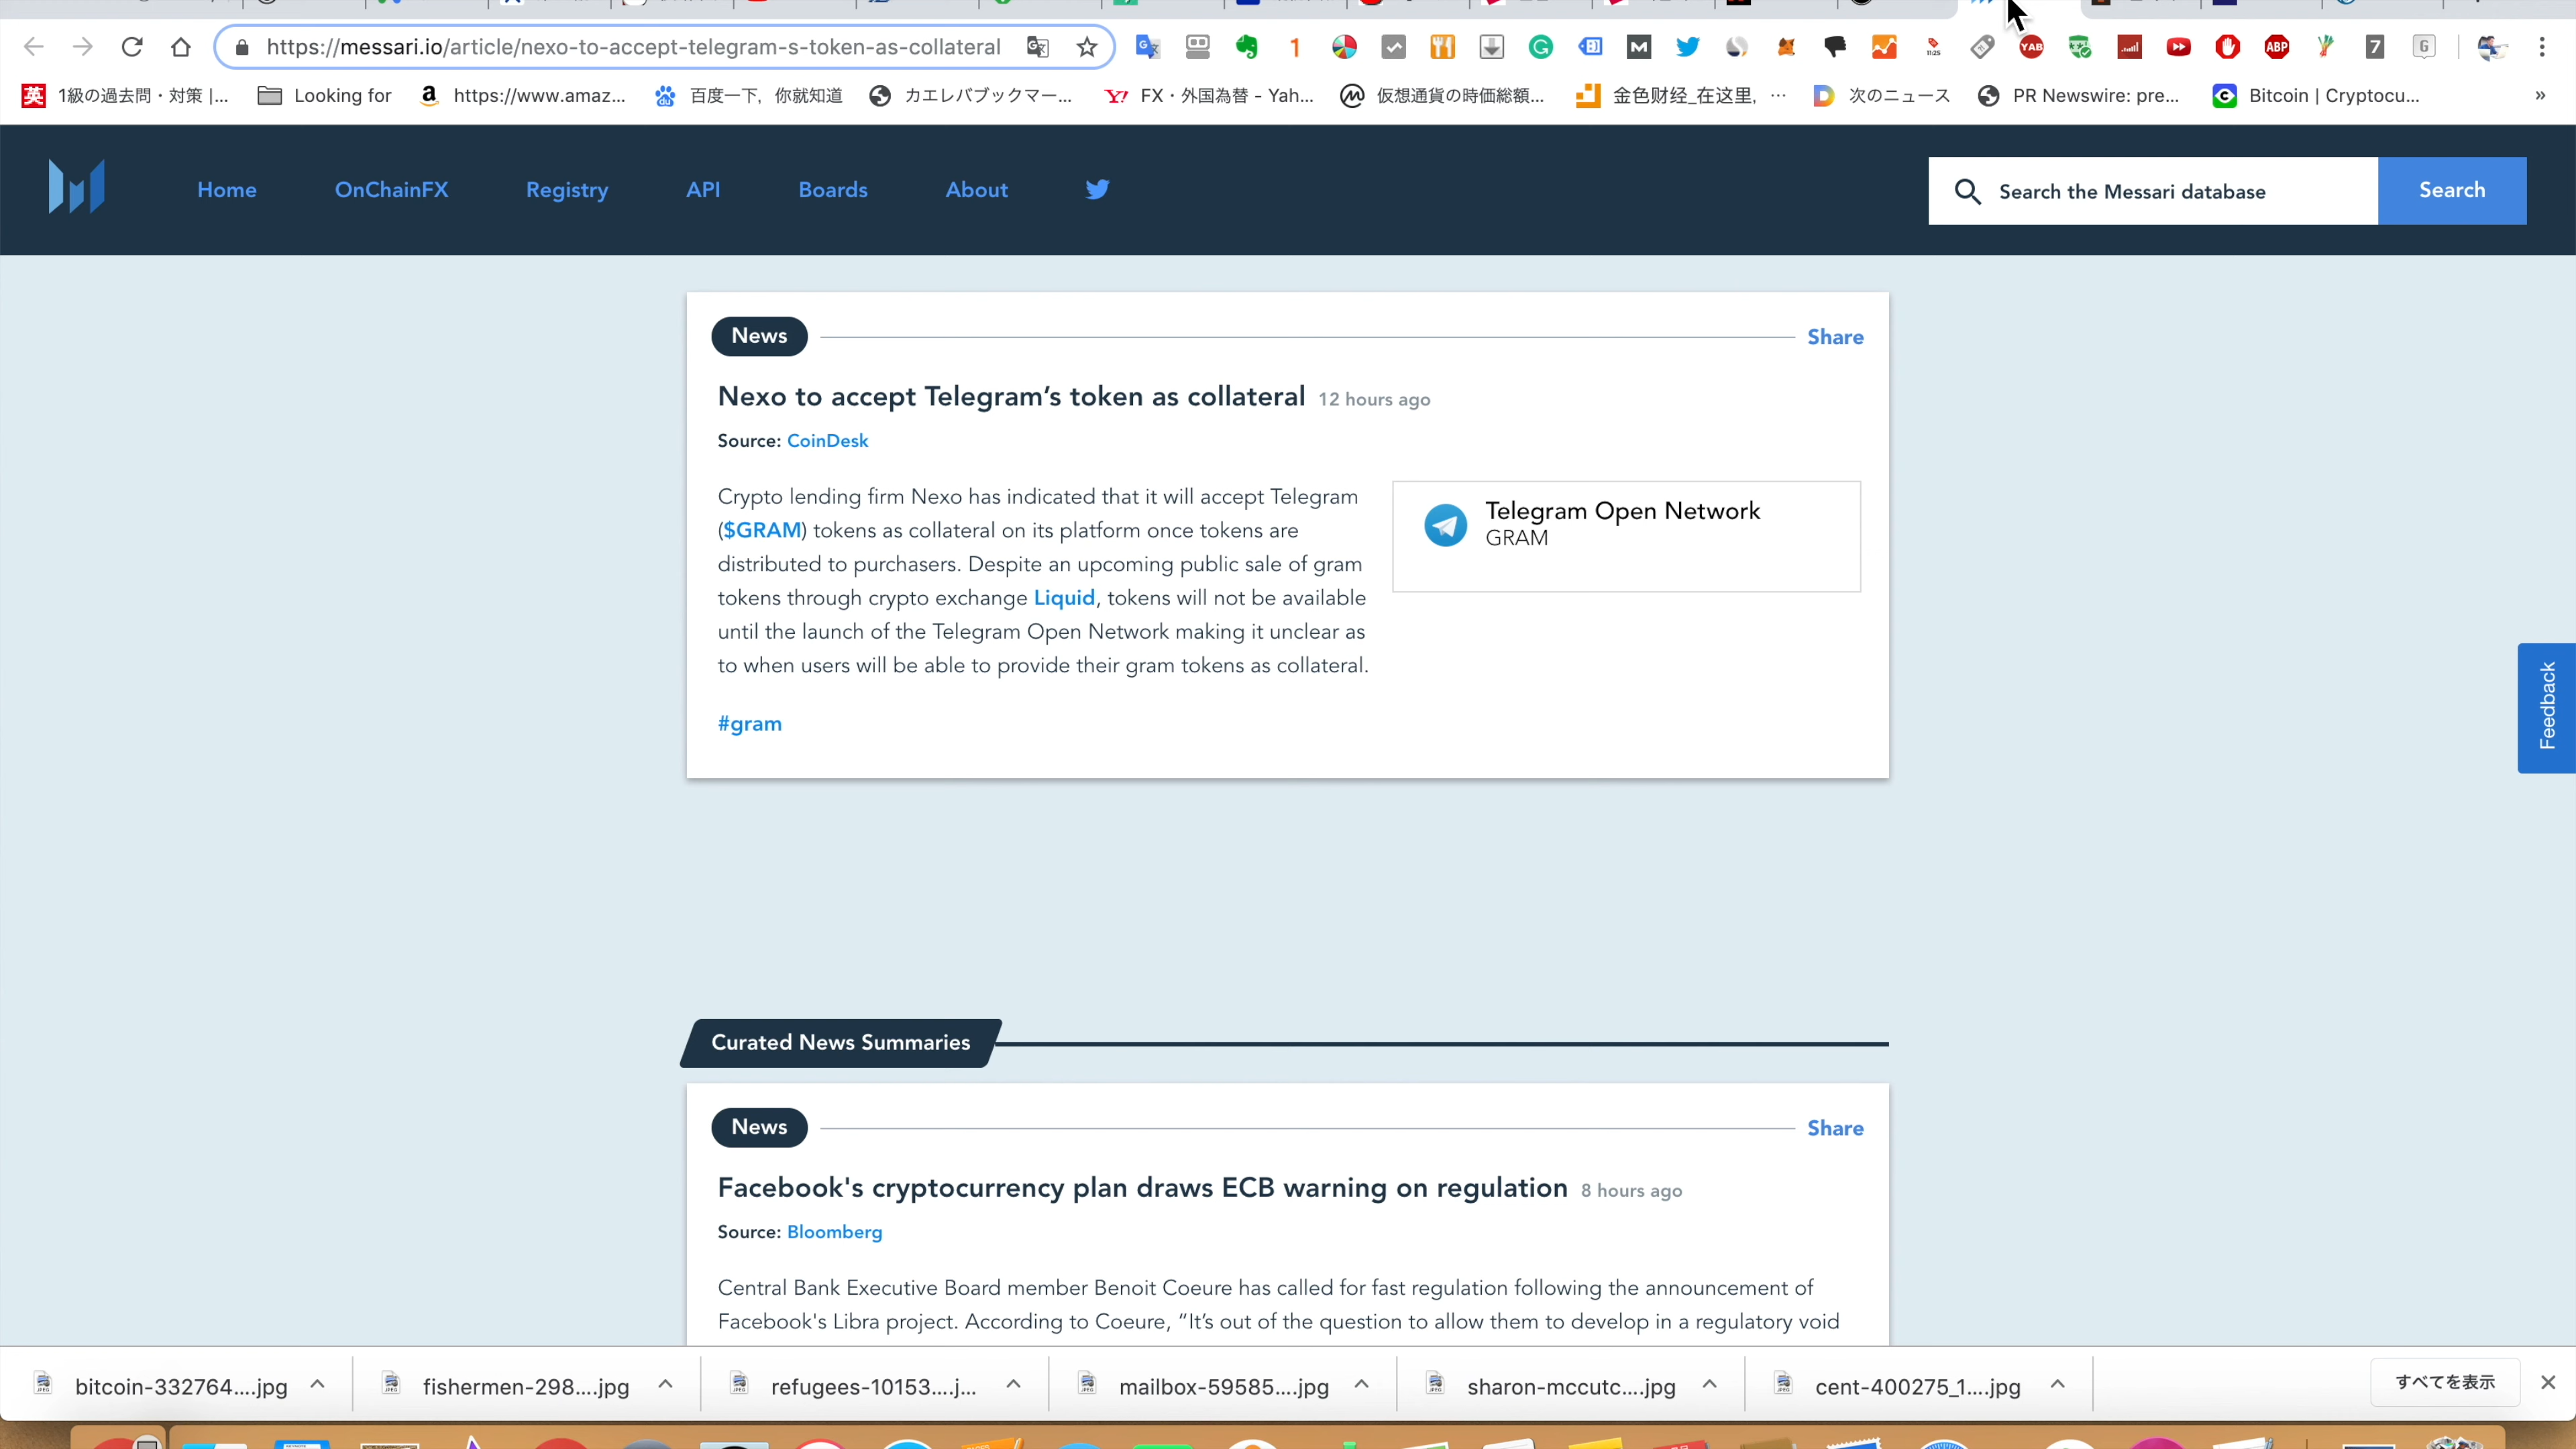 https://messari.io/article/nexo-to-accept-telegram-s-token-as-collateral
英 1級の過去問・対策 |... Looking for https://www.amaz... 百度一下，你就知道 カエレバブックマー... FX・外国為替 - Yah... 仮想通貨の時価総額... 金色财经_在这里, ... 次のニュース PR Newswire: pre... Bitcoin | Cryptocu... »
Home OnChainFX Registry API Boards About Search the Messari database Search
News Share
Nexo to accept Telegram’s token as collateral 12 hours ago
Source: CoinDesk
Crypto lending firm Nexo has indicated that it will accept Telegram
($GRAM) tokens as collateral on its platform once tokens are
distributed to purchasers. Despite an upcoming public sale of gram
tokens through crypto exchange Liquid, tokens will not be available
until the launch of the Telegram Open Network making it unclear as
to when users will be able to provide their gram tokens as collateral.
Telegram Open Network
GRAM
#gram
Feedback
Curated News Summaries
News Share
Facebook's cryptocurrency plan draws ECB warning on regulation 8 hours ago
Source: Bloomberg
Central Bank Executive Board member Benoit Coeure has called for fast regulation following the announcement of
Facebook's Libra project. According to Coeure, “It’s out of the question to allow them to develop in a regulatory void
bitcoin-332764....jpg fishermen-298....jpg refugees-10153....j... mailbox-59585....jpg sharon-mccutc....jpg cent-400275_1....jpg すべてを表示